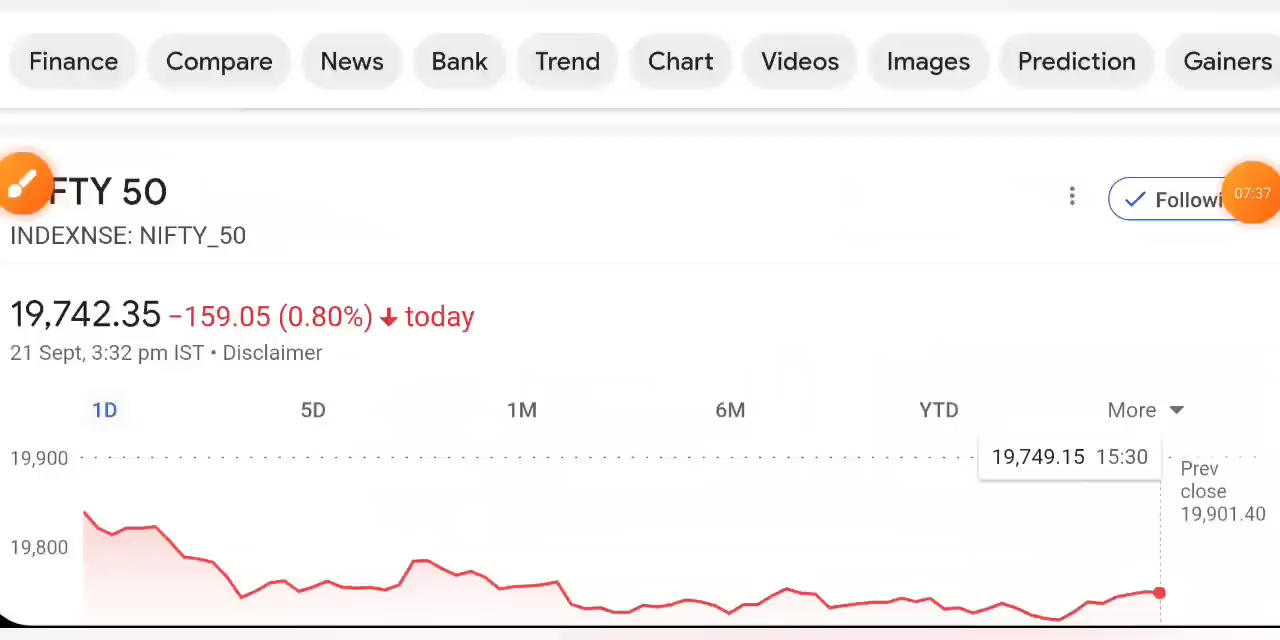 Finance Compare News Bank Trend Chart Videos Images Prediction Gainers
FTY 50
Followi
07:37
INDEXNSE: NIFTY_50
19,742.35 −159.05 (0.80%) ↓ today
21 Sept, 3:32 pm IST • Disclaimer
1D 5D 1M 6M YTD More
19,900
19,749.15 15:30
Prev
close
19,901.40
19,800